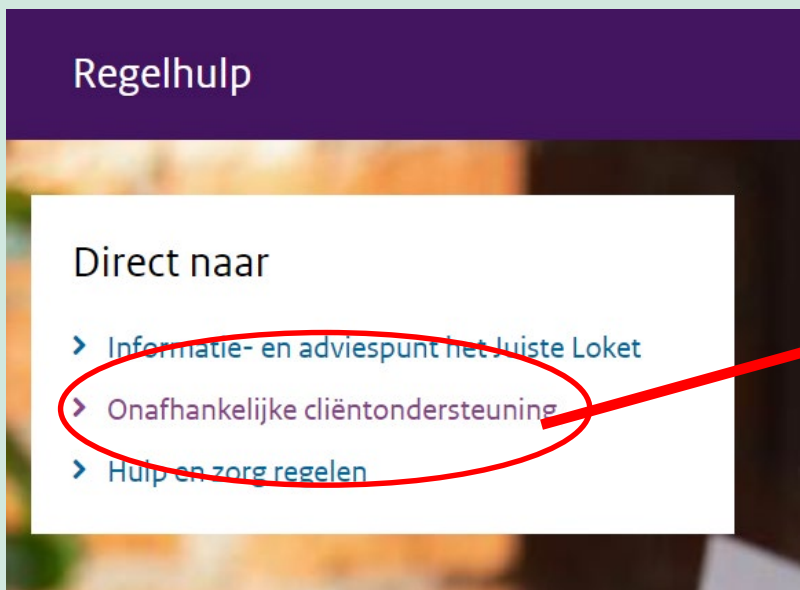 Regelhulp
Direct naar
Informatie- en adviespunt het Juiste Loket
Onafhankelijke cliëntondersteuning
Hulp en zorg regelen